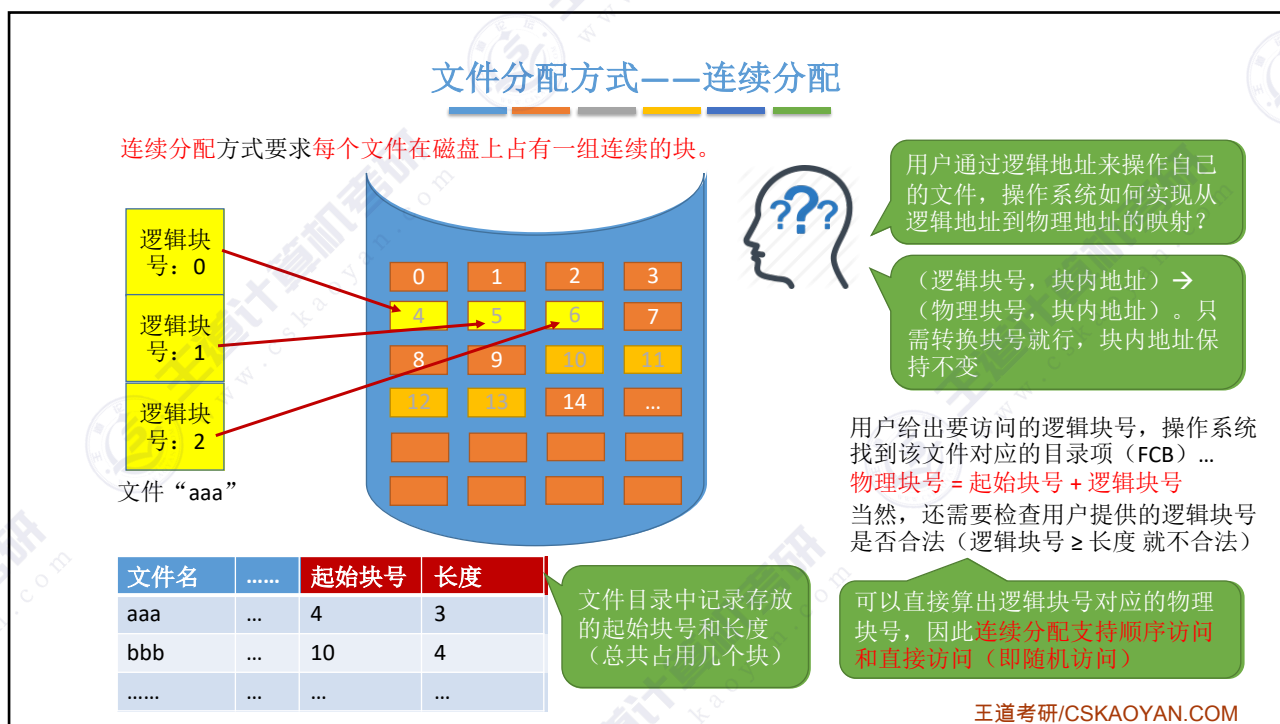 文件分配方式——连续分配
连续分配方式要求每个文件在磁盘上占有一组连续的块。
逻辑块
号：0
逻辑块
号：1
逻辑块
号：2
文件“aaa”
0 1 2 3
4 5 6 7
8 9 10 11
12 13 14 ...
???
用户通过逻辑地址来操作自己
的文件，操作系统如何实现从
逻辑地址到物理地址的映射？
（逻辑块号，块内地址）→
（物理块号，块内地址）。只
需转换块号就行，块内地址保
持不变
用户给出要访问的逻辑块号，操作系统
找到该文件对应的目录项（FCB）...
物理块号 = 起始块号 + 逻辑块号
当然，还需要检查用户提供的逻辑块号
是否合法（逻辑块号 ≥ 长度 就不合法）
文件名 …… 起始块号 长度
aaa ... 4 3
bbb ... 10 4
…… ... ... ...
文件目录中记录存放
的起始块号和长度
（总共占用几个块）
可以直接算出逻辑块号对应的物理
块号，因此连续分配支持顺序访问
和直接访问（即随机访问）
王道考研/CSKAOYAN.COM
王道计算机考研
www.cskaoyan.com